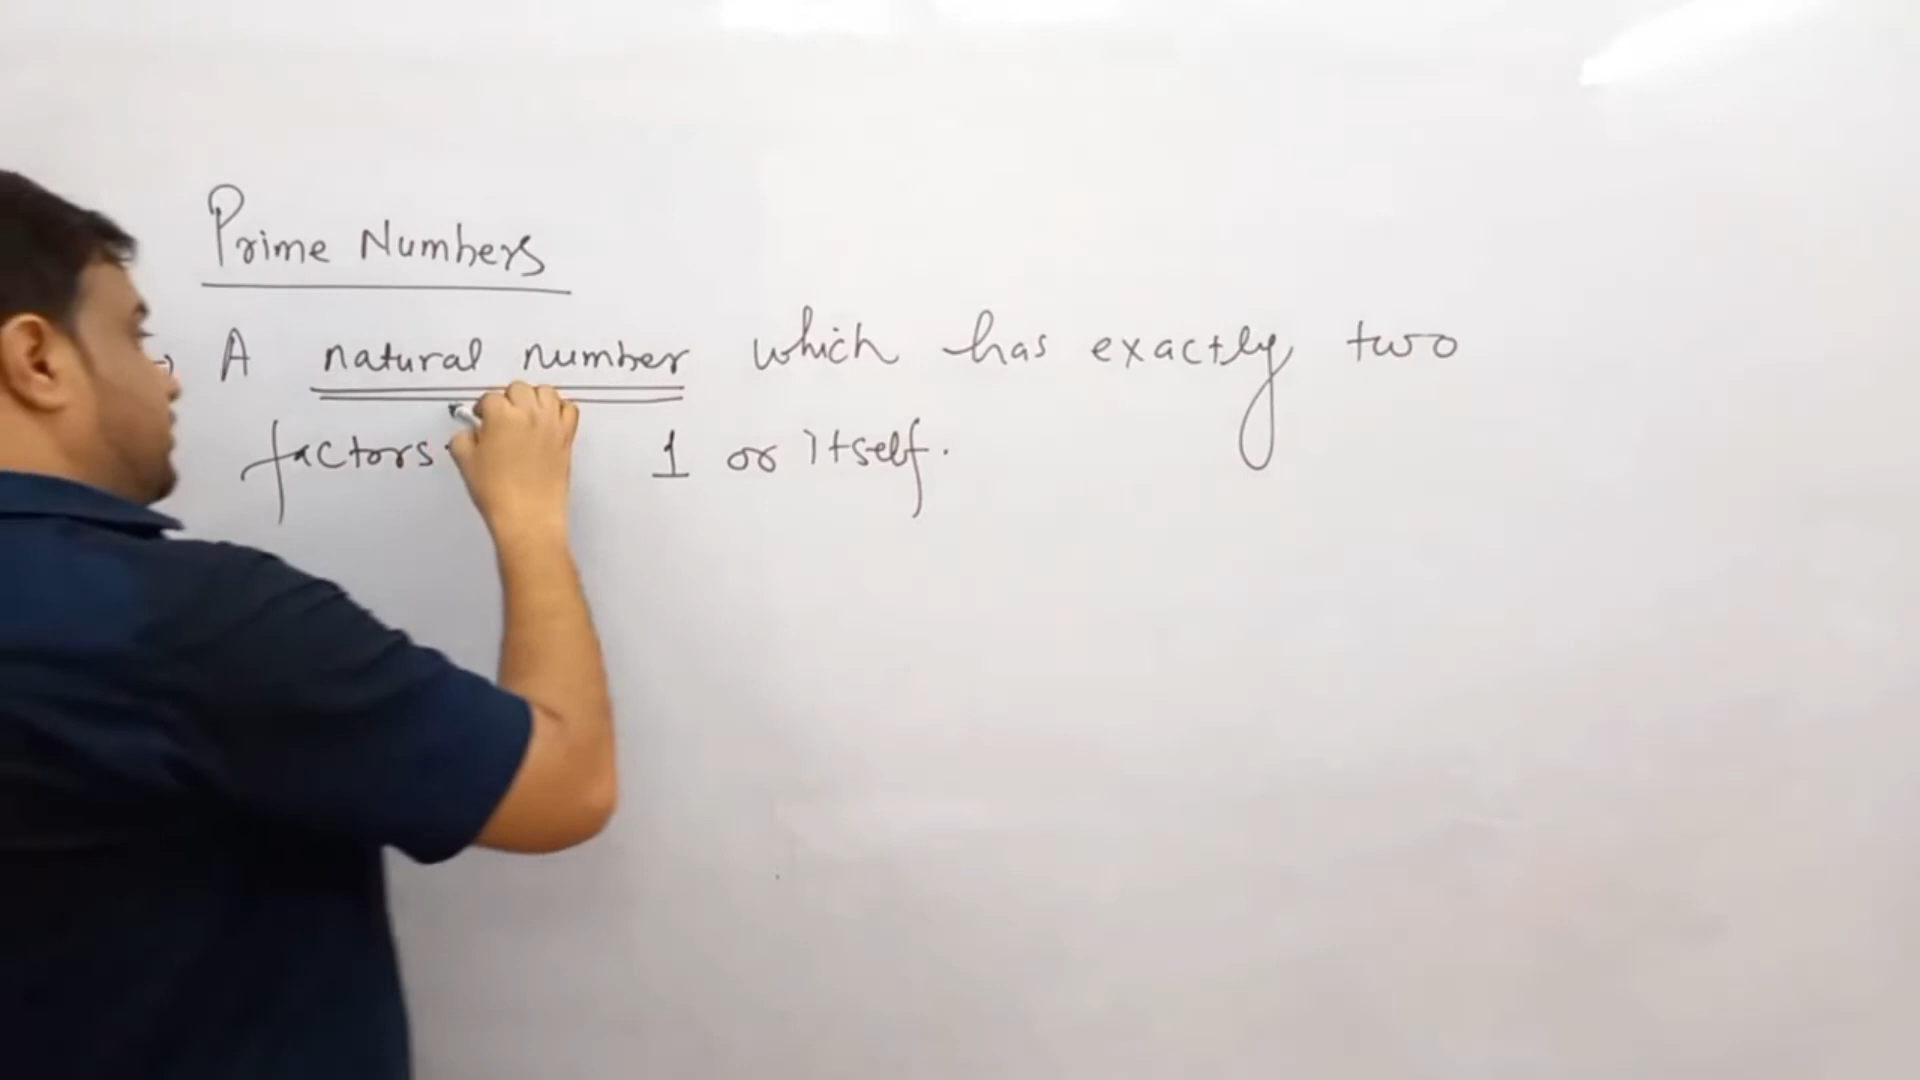 Prime Numbers
A natural number which has exactly two
factors 1 or itself.